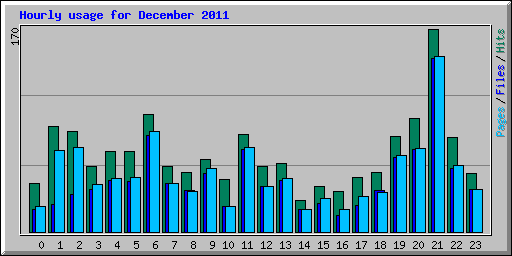 Hourly usage for December 2011
170
Pages / Files / Hits
0 1 2 3 4 5 6 7 8 9 10 11 12 13 14 15 16 17 18 19 20 21 22 23